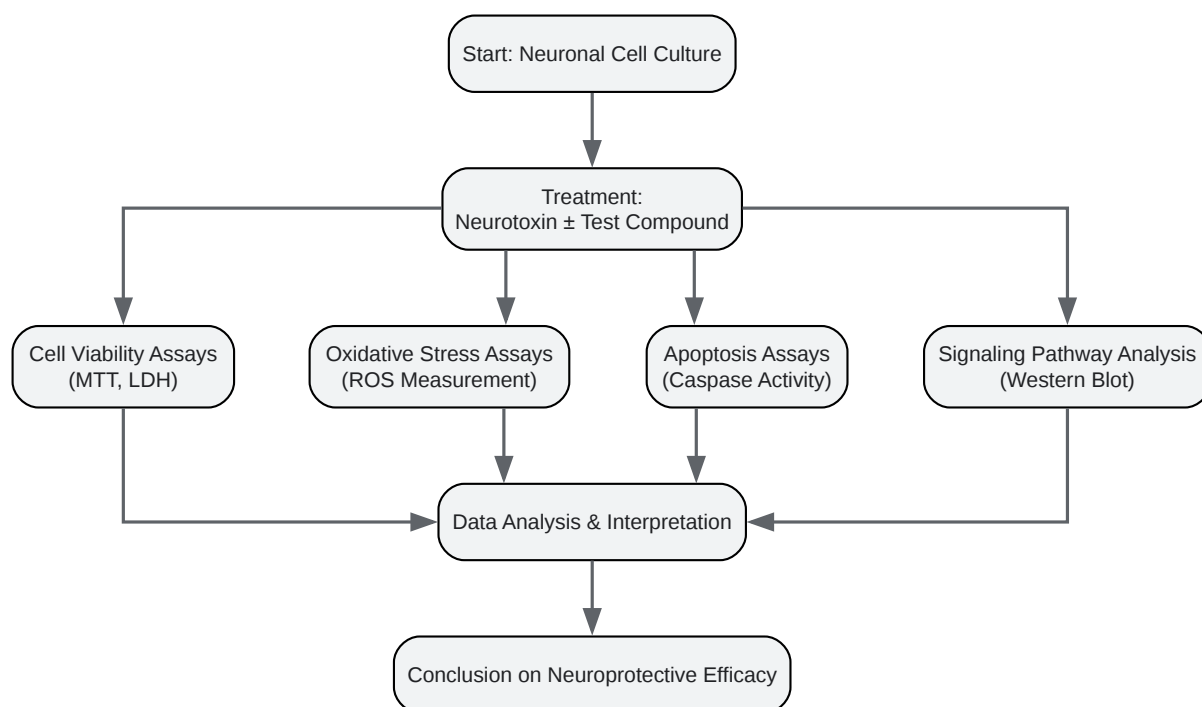 Start: Neuronal Cell Culture
Treatment:
Neurotoxin ± Test Compound
Cell Viability Assays
(MTT, LDH)
Oxidative Stress Assays
(ROS Measurement)
Apoptosis Assays
(Caspase Activity)
Signaling Pathway Analysis
(Western Blot)
Data Analysis & Interpretation
Conclusion on Neuroprotective Efficacy